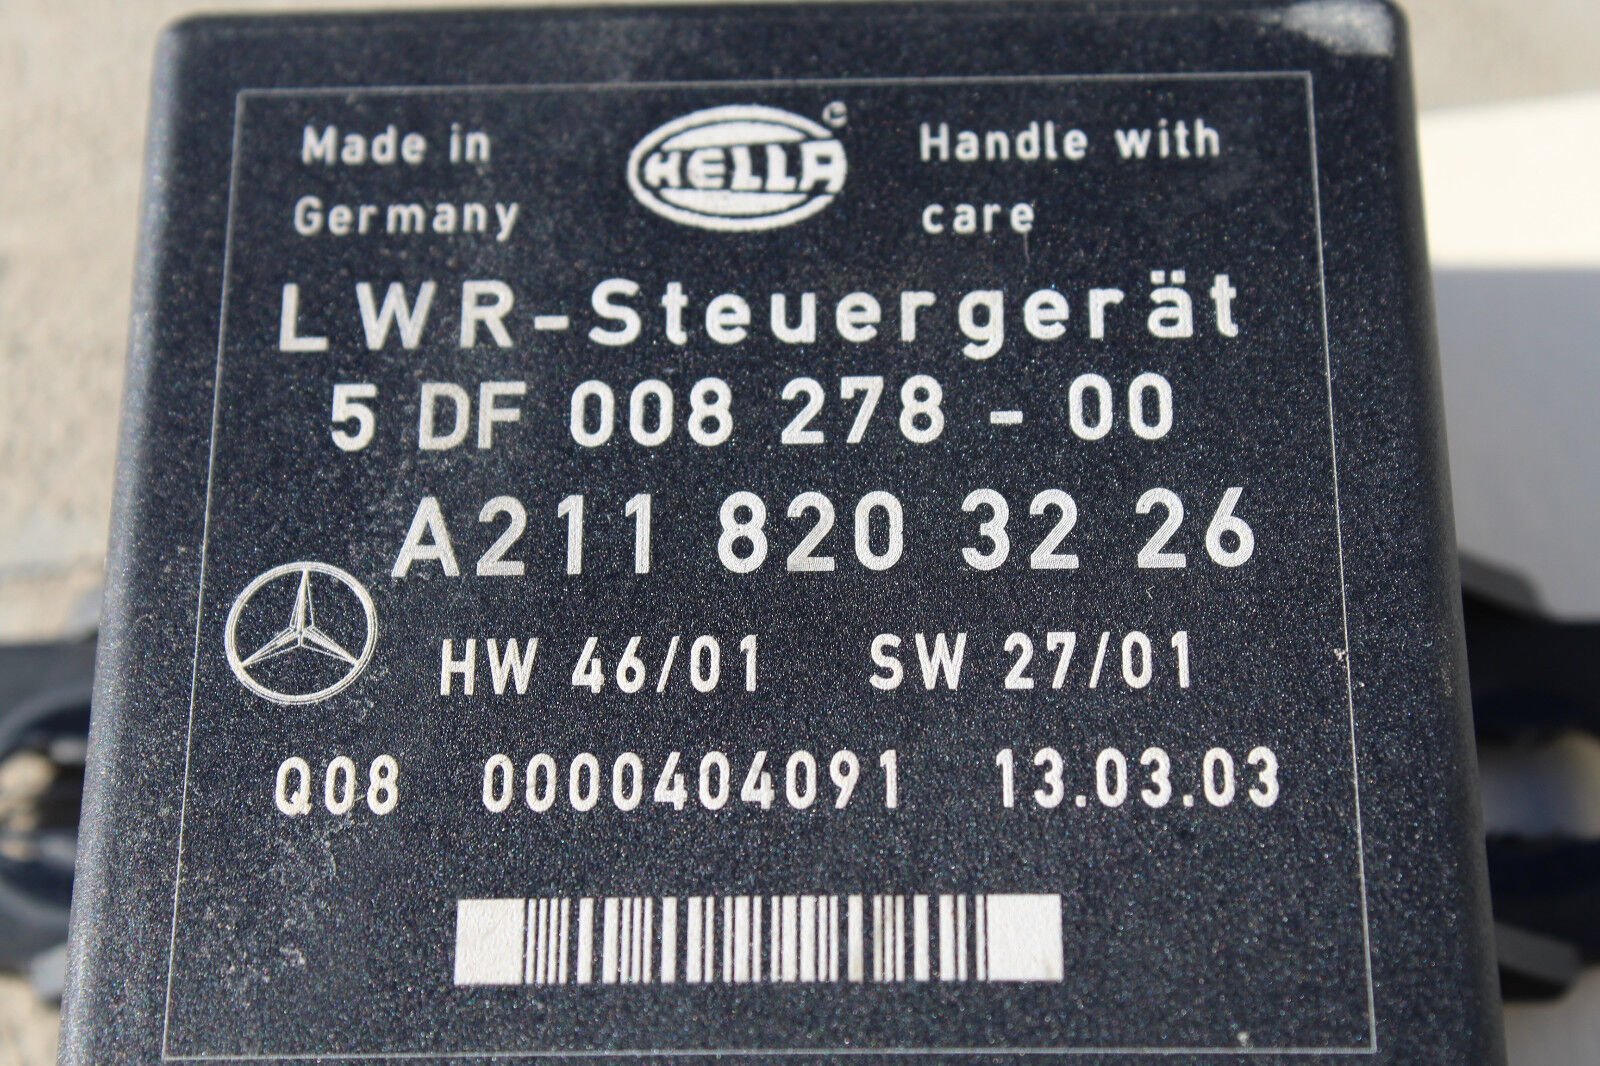 Made in
Germany
HELLA
Handle with
care
LWR-Steuergerät
5 DF 008 278 - 00
A211 820 32 26
HW 46/01 SW 27/01
Q08 0000404091 13.03.03